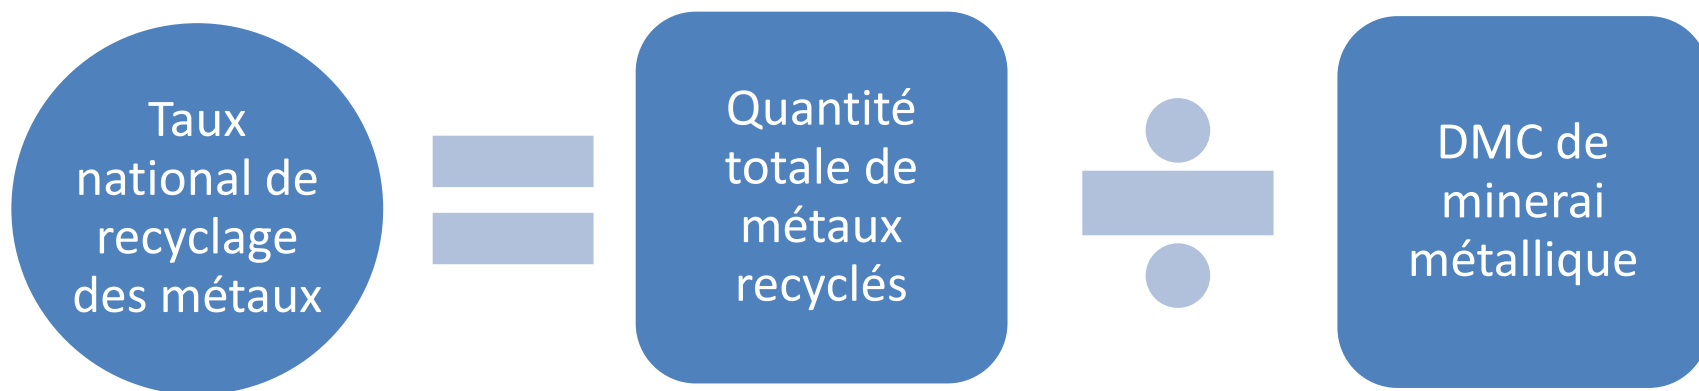 Taux
national de
recyclage
des métaux
Quantité
totale de
métaux
recyclés
DMC de
minerai
métallique